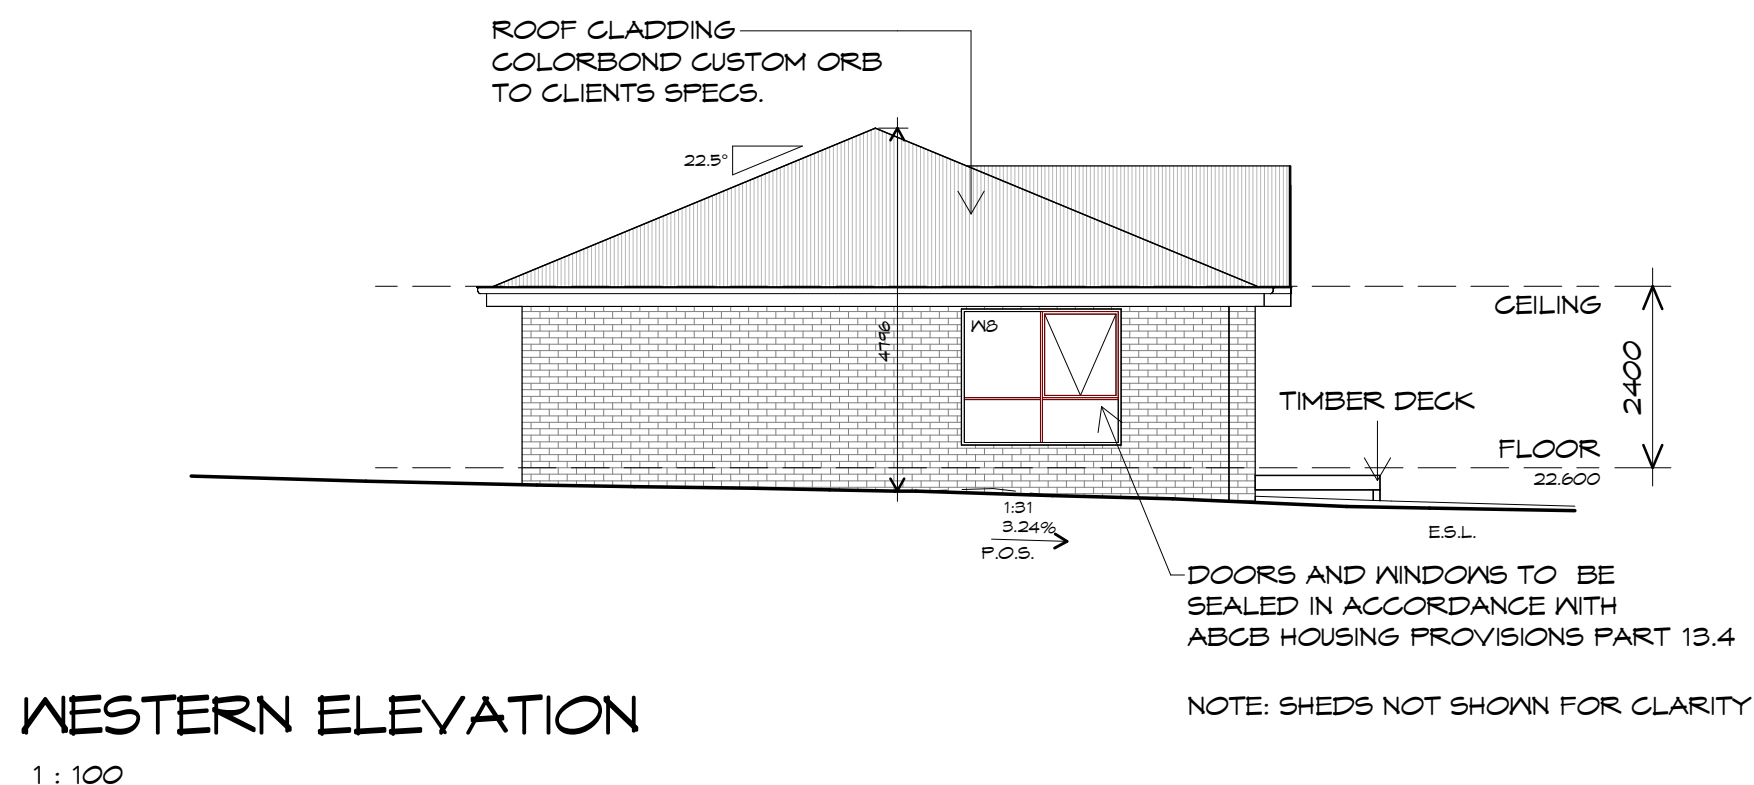 ROOF CLADDING
COLORBOND CUSTOM ORB
TO CLIENTS SPECS.
22.5°
CEILING
W8
4796
2400
TIMBER DECK
FLOOR
22.600
1:31
3.24%
P.O.S.
E.S.L.
DOORS AND WINDOWS TO BE
SEALED IN ACCORDANCE WITH
ABCB HOUSING PROVISIONS PART 13.4
WESTERN ELEVATION
NOTE: SHEDS NOT SHOWN FOR CLARITY
1 : 100